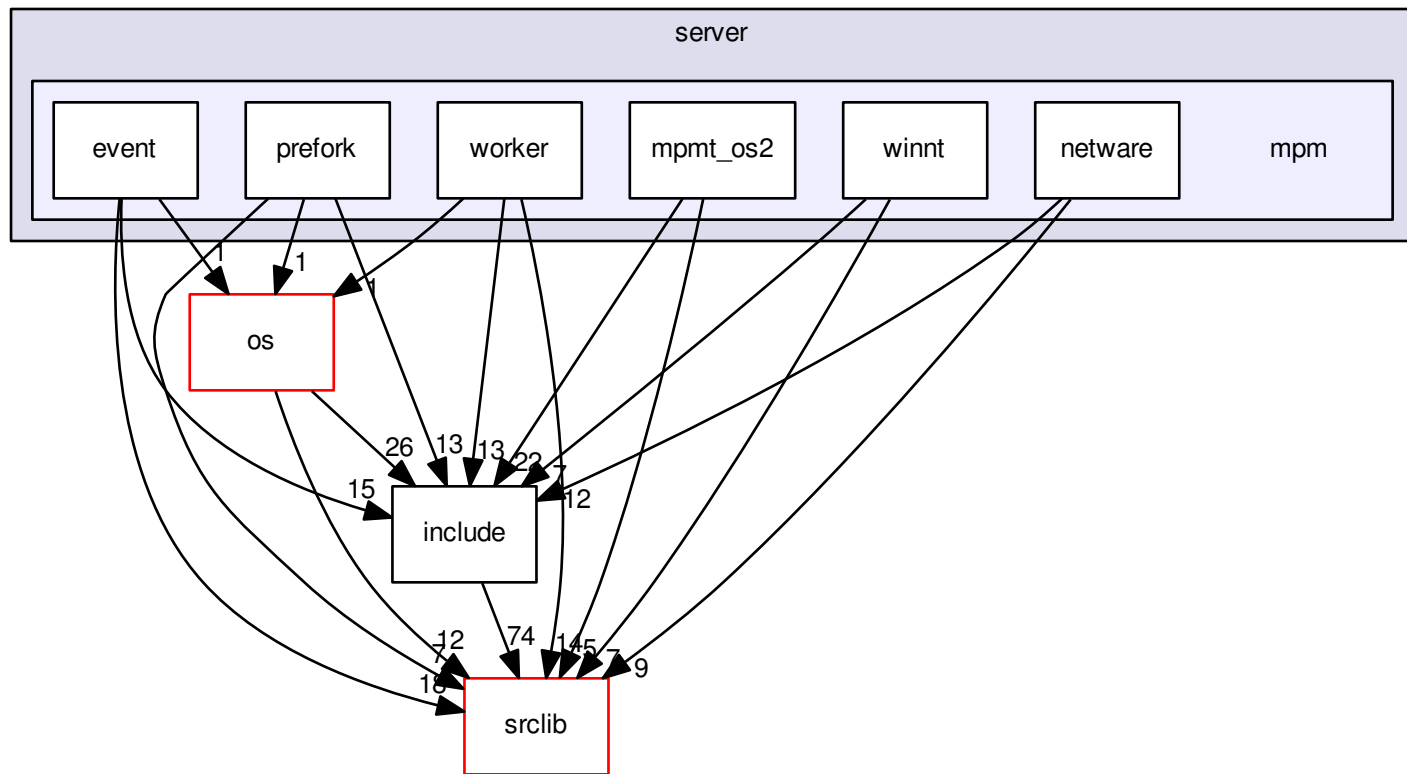 server
event
prefork
worker
mpmt_os2
winnt
netware
mpm
1
1
1
os
26
13
13
22
7
12
15
include
74
12
7
18
14
5
7
9
srclib